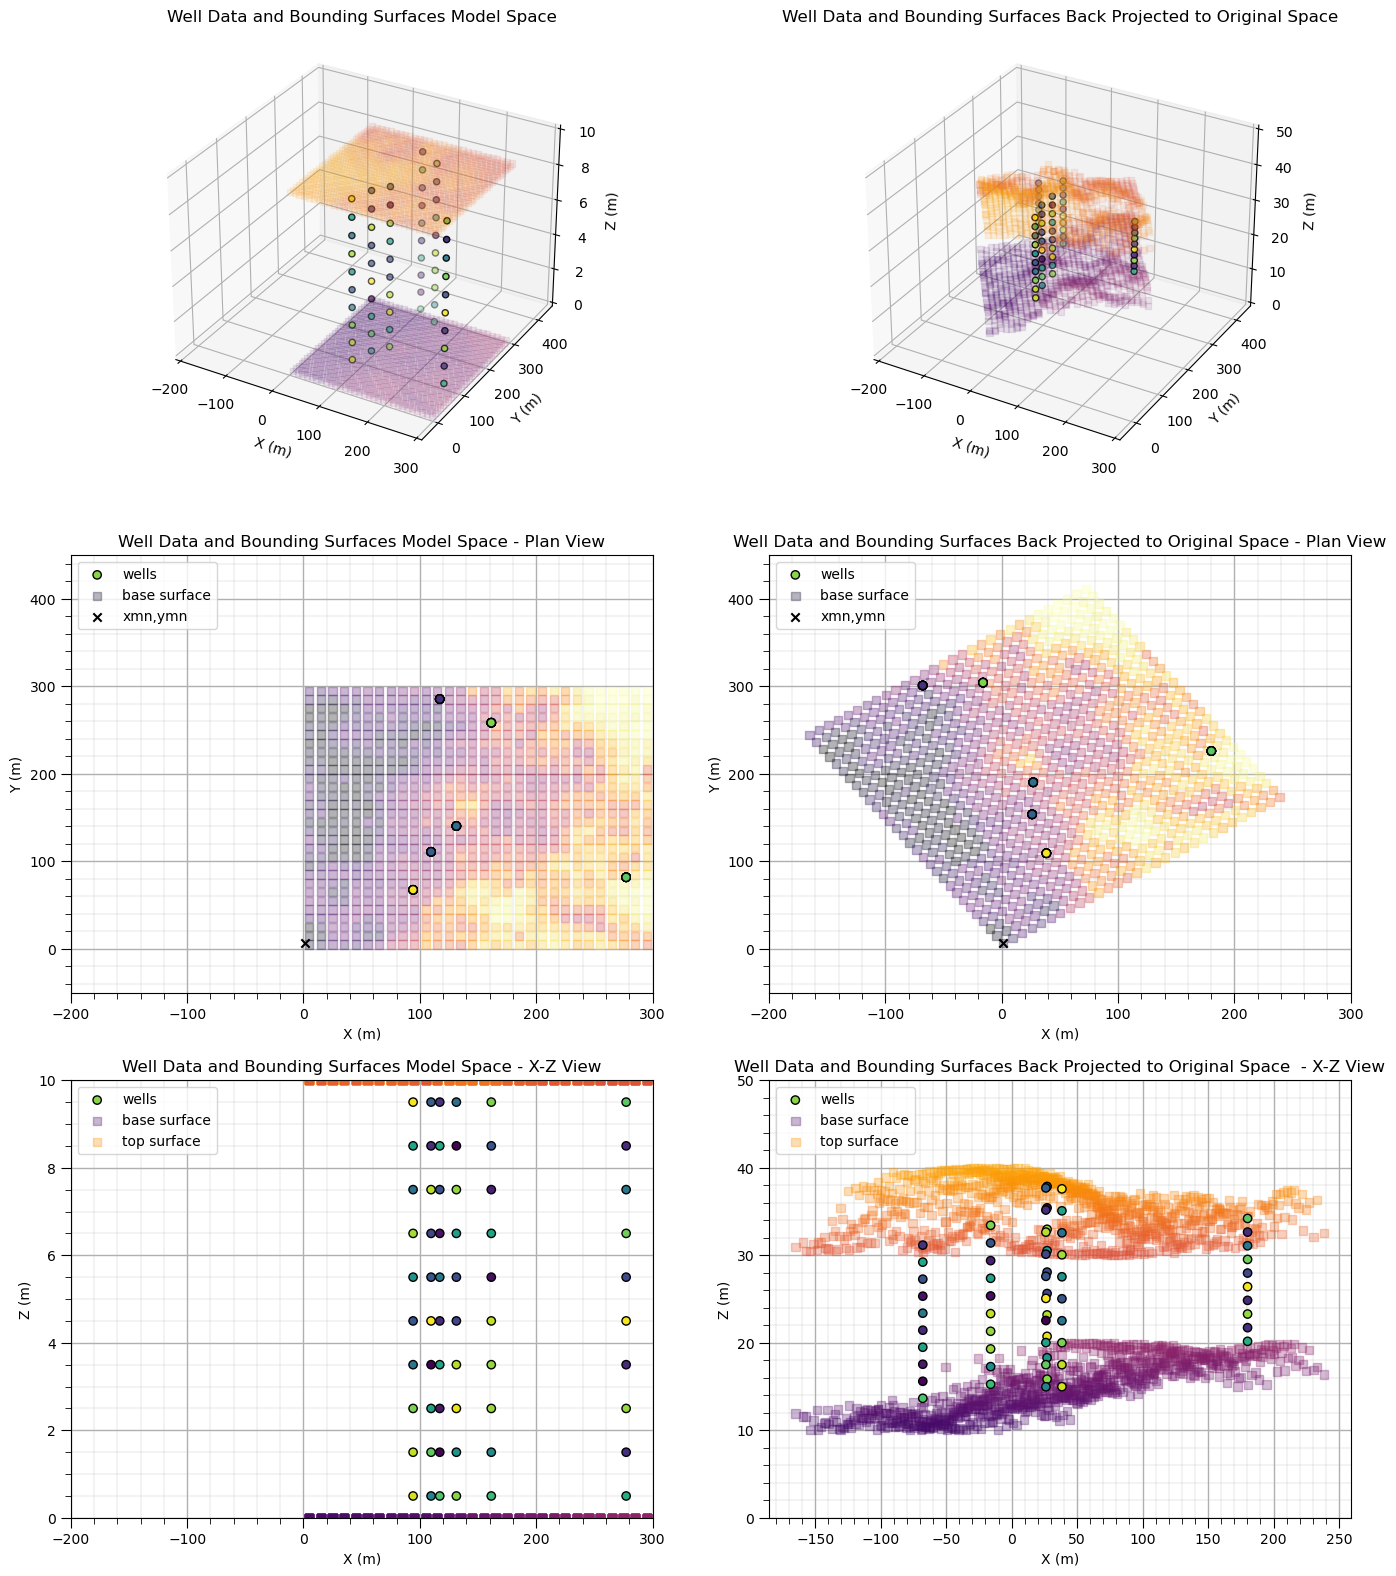 Well Data and Bounding Surfaces Model Space
10
8
6
4
2
0
Z (m)
−200
−100
0
100
200
300
X (m)
0
100
200
300
400
Y (m)
Well Data and Bounding Surfaces Back Projected to Original Space
50
40
30
20
10
0
Z (m)
−200
−100
0
100
200
300
X (m)
0
100
200
300
400
Y (m)
Well Data and Bounding Surfaces Model Space - Plan View
wells
base surface
xmn,ymn
400
300
200
100
0
Y (m)
−200 −100 0 100 200 300
X (m)
Well Data and Bounding Surfaces Back Projected to Original Space - Plan View
wells
base surface
xmn,ymn
400
300
200
100
0
Y (m)
−200 −100 0 100 200 300
X (m)
Well Data and Bounding Surfaces Model Space - X-Z View
wells
base surface
top surface
10
8
6
4
2
0
Z (m)
−200 −100 0 100 200 300
X (m)
Well Data and Bounding Surfaces Back Projected to Original Space  - X-Z View
wells
base surface
top surface
50
40
30
20
10
0
Z (m)
−150 −100 −50 0 50 100 150 200 250
X (m)